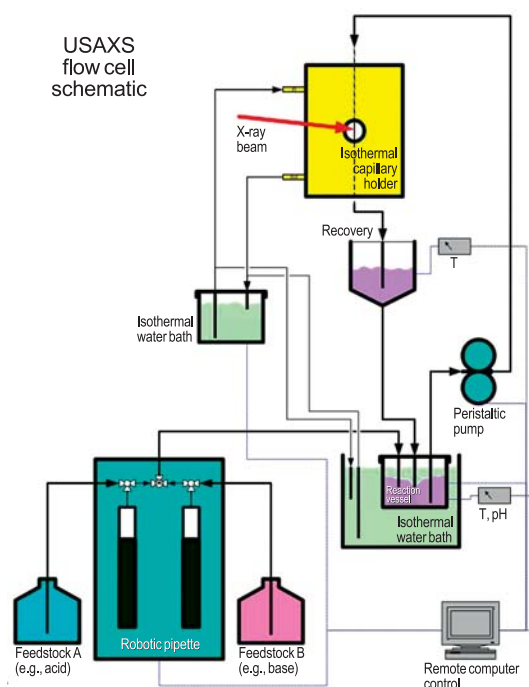 USAXS
flow cell
schematic
X-ray
beam
Isothermal
capillary
holder
Recovery
T
Isothermal
water bath
Peristaltic
pump
Reaction
vessel
T, pH
Isothermal
water bath
Feedstock A
(e.g., acid)
Robotic pipette
Feedstock B
(e.g., base)
Remote computer
control